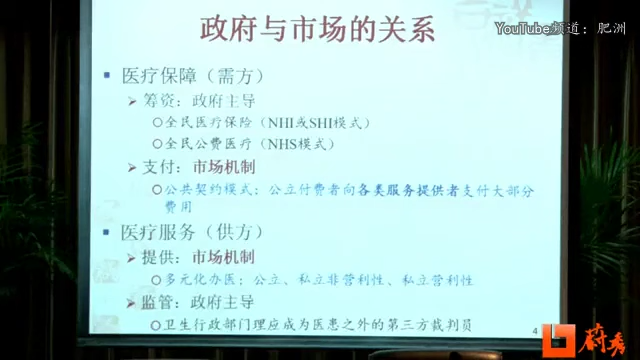 YouTube频道：肥洲
政府与市场的关系
医疗保障（需方）
筹资：政府主导
全民医疗保险（NHI或SHI模式）
全民公费医疗（NHS模式）
支付：市场机制
公共契约模式：公立付费者向各类服务提供者支付大部分
费用
医疗服务（供方）
提供：市场机制
多元化办医：公立、私立非营利性、私立营利性
监管：政府主导
卫生行政部门理应成为医患之外的第三方裁判员
4
蔚秀